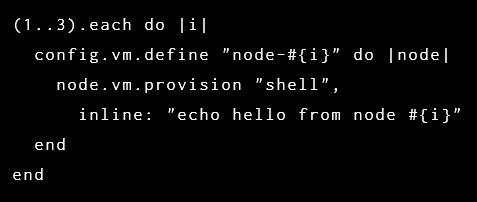 (1..3).each do |i|
  config.vm.define "node-#{i}" do |node|
    node.vm.provision "shell",
      inline: "echo hello from node #{i}"
  end
end